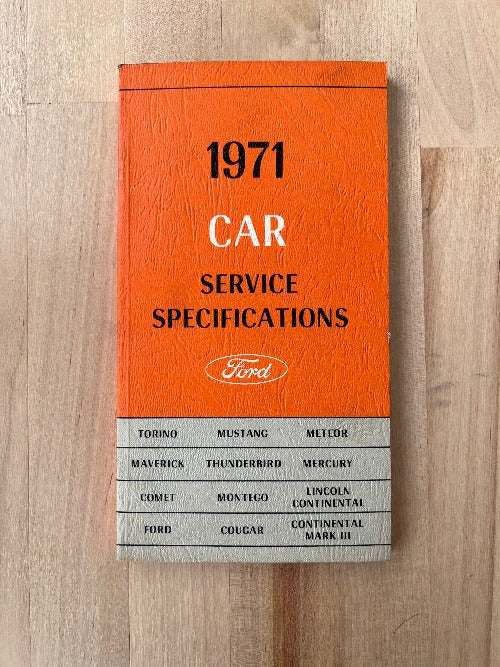 1971
CAR
SERVICE
SPECIFICATIONS
Ford
TORINO MUSTANG METEOR
MAVERICK THUNDERBIRD MERCURY
COMET MONTEGO LINCOLN CONTINENTAL
FORD COUGAR CONTINENTAL MARK III